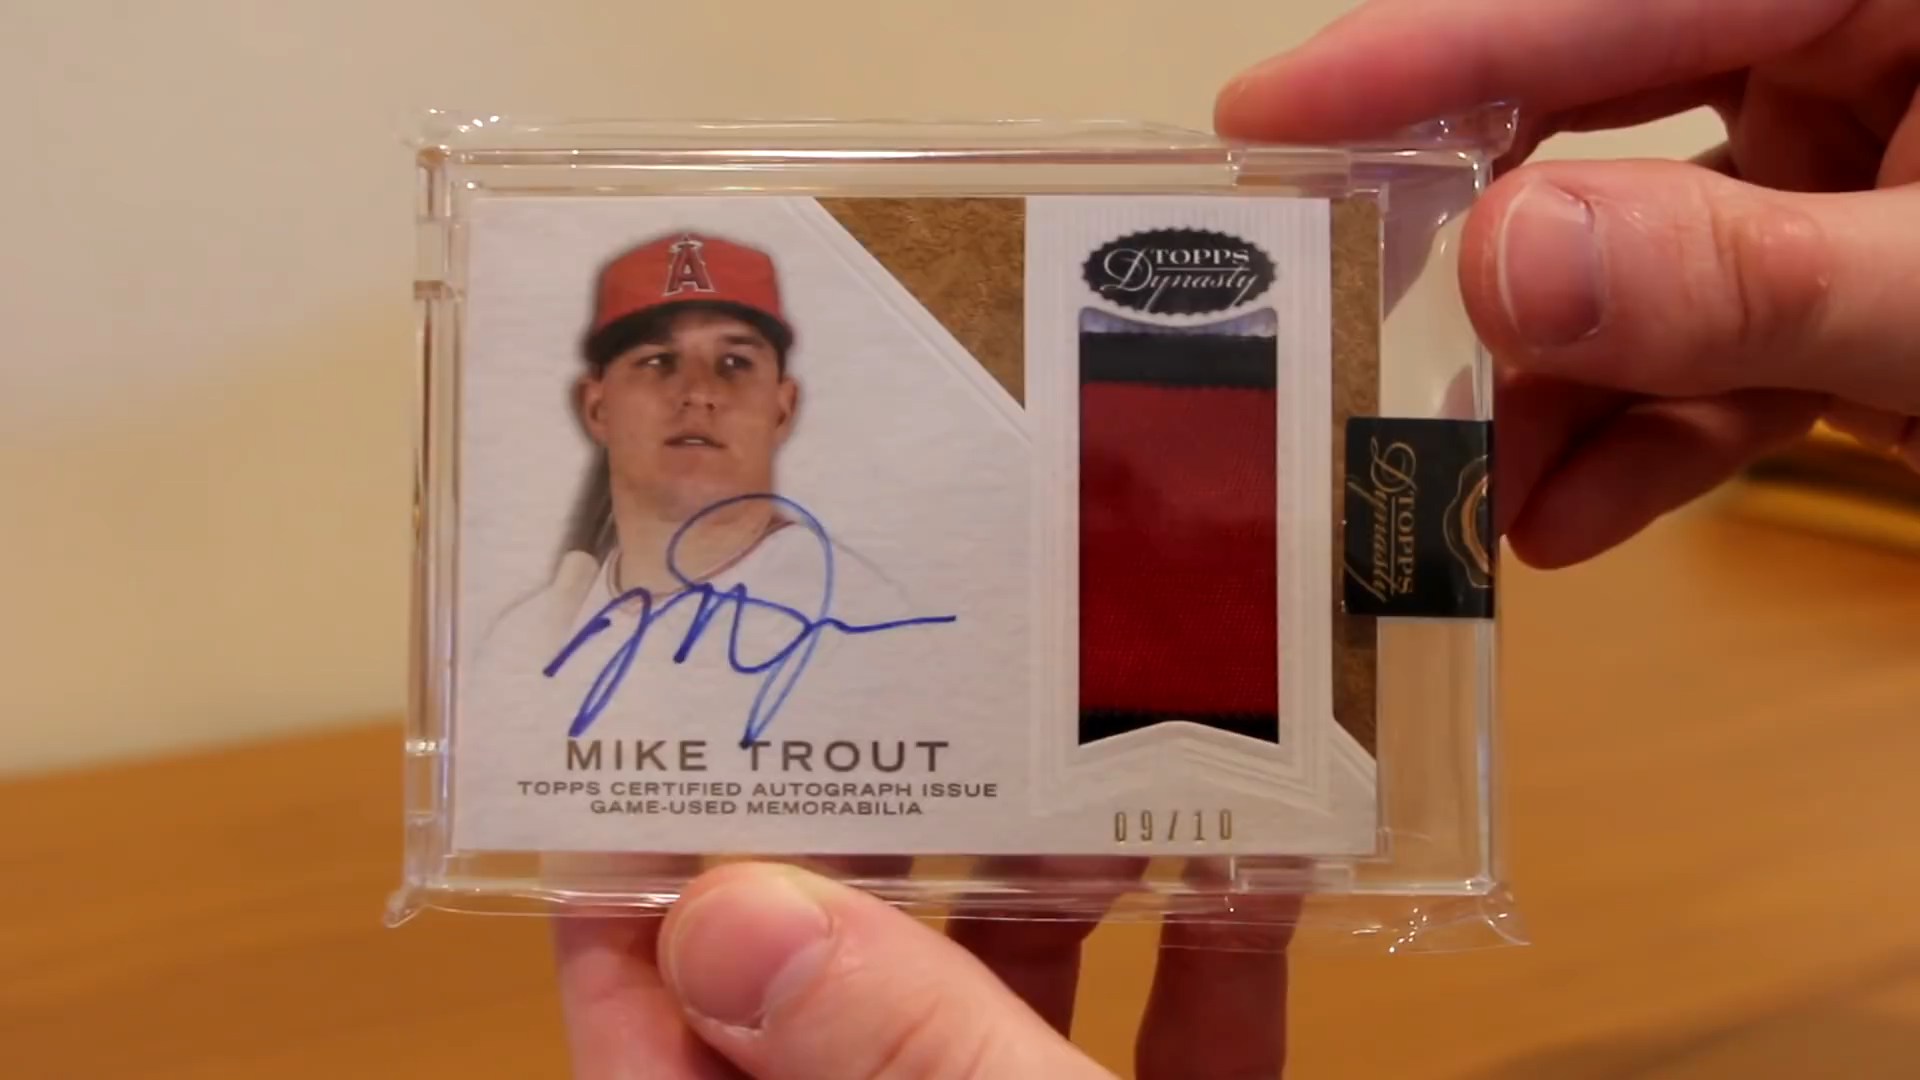 A
TOPPS
Dynasty
MIKE TROUT
TOPPS CERTIFIED AUTOGRAPH ISSUE
GAME-USED MEMORABILIA
09/10
TOPPS
Dynasty